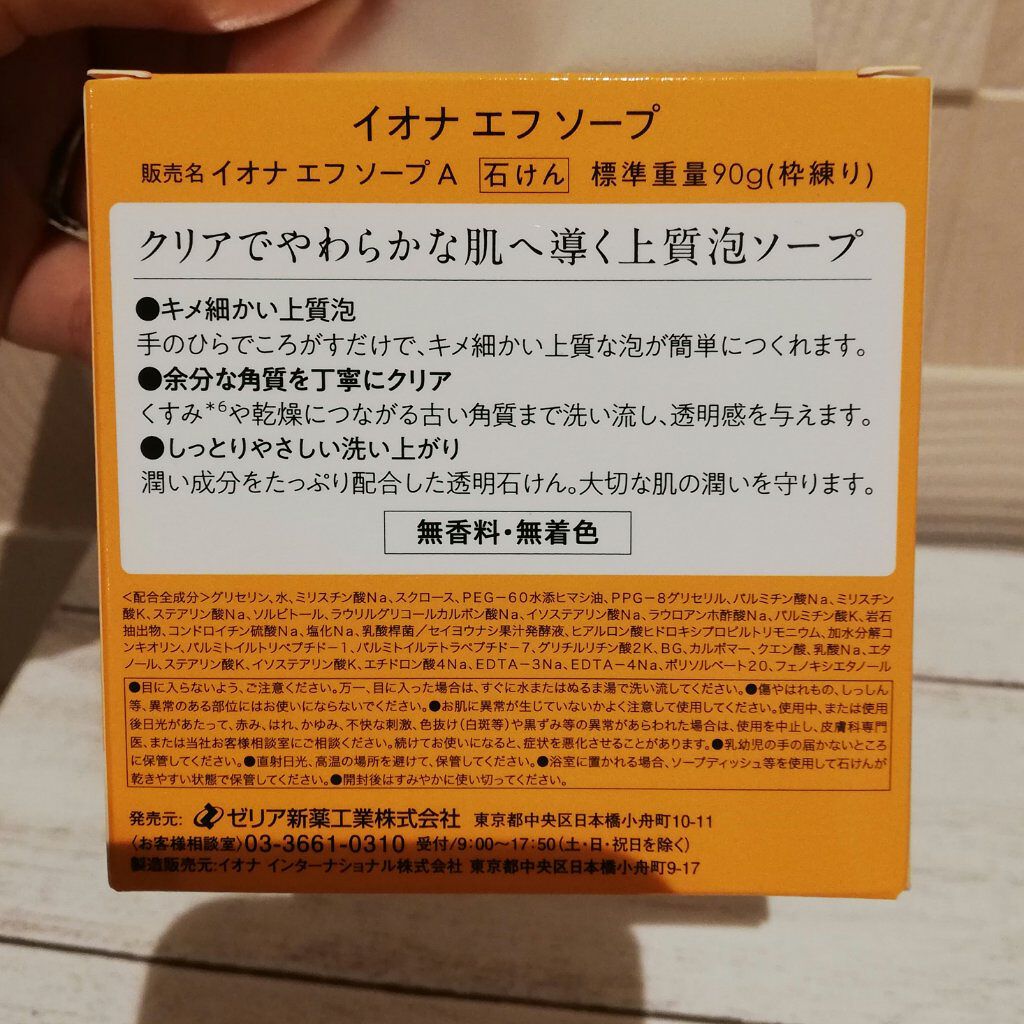 イオナ エフ ソープ
販売名 イオナ エフ ソープ A 石けん 標準重量90g(枠練り)
クリアでやわらかな肌へ導く上質泡ソープ
●キメ細かい上質泡
手のひらでころがすだけで、キメ細かい上質な泡が簡単につくれます。
●余分な角質を丁寧にクリア
くすみ*6や乾燥につながる古い角質まで洗い流し、透明感を与えます。
●しっとりやさしい洗い上がり
潤い成分をたっぷり配合した透明石けん。大切な肌の潤いを守ります。
無香料・無着色
<配合全成分>グリセリン、水、ミリスチン酸Na、スクロース、PEG-60水添ヒマシ油、PPG-8グリセリル、パルミチン酸Na、ミリスチン
酸K、ステアリン酸Na、ソルビトール、ラウリルグリコールカルボン酸Na、イソステアリン酸Na、ラウロアンホ酢酸Na、パルミチン酸K、岩石
抽出物、コンドロイチン硫酸Na、塩化Na、乳酸桿菌/セイヨウナシ果汁発酵液、ヒアルロン酸ヒドロキシプロピルトリモニウム、加水分解コ
ンキオリン、パルミトイルトリペプチド-1、パルミトイルテトラペプチド-7、グリチルリチン酸2K、BG、カルボマー、クエン酸、乳酸Na、エタ
ノール、ステアリン酸K、イソステアリン酸K、エチドロン酸4Na、EDTA-3Na、EDTA-4Na、ポリソルベート20、フェノキシエタノール
●目に入らないよう、ご注意ください。万一、目に入った場合は、すぐに水またはぬるま湯で洗い流してください。●傷やはれもの、しっしん
等、異常のある部位にはお使いにならないでください。●お肌に異常が生じていないかよく注意して使用してください。使用中、または使用
後日光があたって、赤み、はれ、かゆみ、不快な刺激、色抜け(白斑等)や黒ずみ等の異常があらわれた場合は、使用を中止し、皮膚科専門
医、または当社お客様相談室にご相談ください。続けてお使いになると、症状を悪化させることがあります。●乳幼児の手の届かないところ
に保管してください。●直射日光、高温の場所を避けて、保管してください。●浴室に置かれる場合、ソープディッシュ等を使用して石けんが
乾きやすい状態で保管してください。●開封後はすみやかに使い切ってください。
発売元: ゼリア新薬工業株式会社 東京都中央区日本橋小舟町10-11
〈お客様相談室〉03-3661-0310 受付/9:00〜17:50(土・日・祝日を除く)
製造販売元:イオナ インターナショナル株式会社 東京都中央区日本橋小舟町9-17